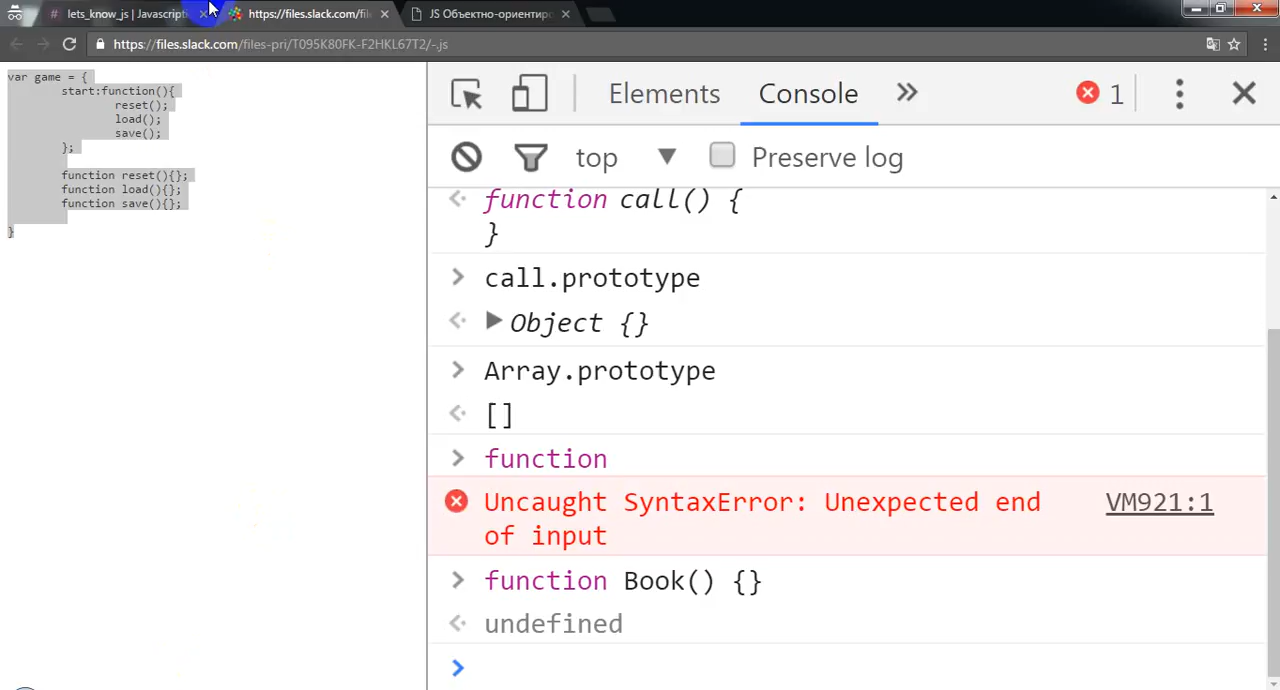 # lets_know_js | Javascripti
https://files.slack.com/fil
JS Объектно-ориентиро
https://files.slack.com/files-pri/T095K80FK-F2HKL67T2/-.js
var game = {
start:function(){
reset();
load();
save();
};
function reset(){};
function load(){};
function save(){};
}
Elements Console » 1
top Preserve log
function call() {
}
call.prototype
Object {}
Array.prototype
[]
function
Uncaught SyntaxError: Unexpected end VM921:1
of input
function Book() {}
undefined